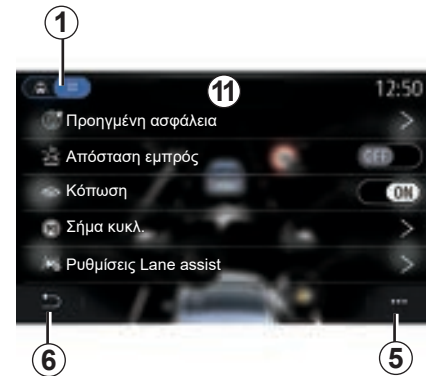 1
11
12:50
Προηγμένη ασφάλεια
Απόσταση εμπρός
OFF
Κόπωση
ON
Σήμα κυκλ.
Ρυθμίσεις Lane assist
6
5